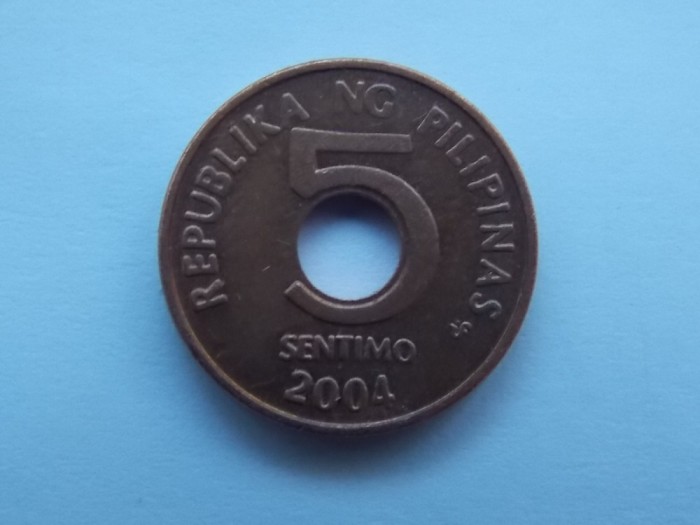 REPUBLIKA NG PILIPINAS
5
SENTIMO
2004